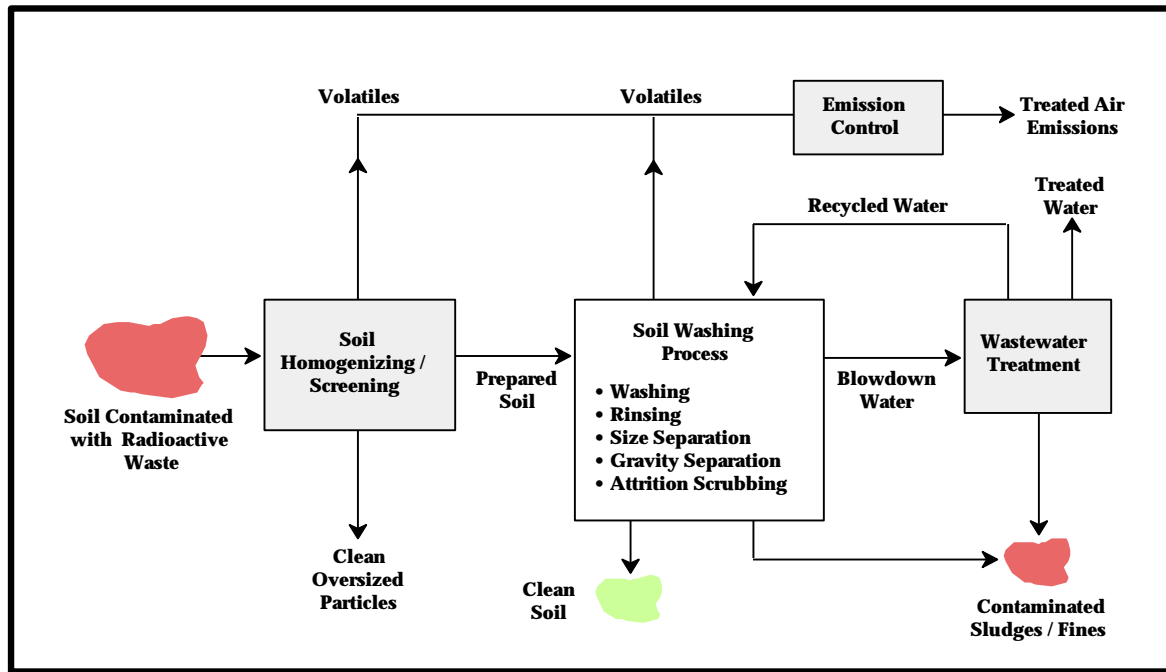 Volatiles
Volatiles
Emission
Control
Treated Air
Emissions
Treated
Water
Recycled Water
Soil
Homogenizing /
Screening
Prepared
Soil
Soil Washing
Process
• Washing
• Rinsing
• Size Separation
• Gravity Separation
• Attrition Scrubbing
Blowdown
Water
Wastewater
Treatment
Soil Contaminated
with Radioactive
Waste
Clean
Oversized
Particles
Clean
Soil
Contaminated
Sludges / Fines